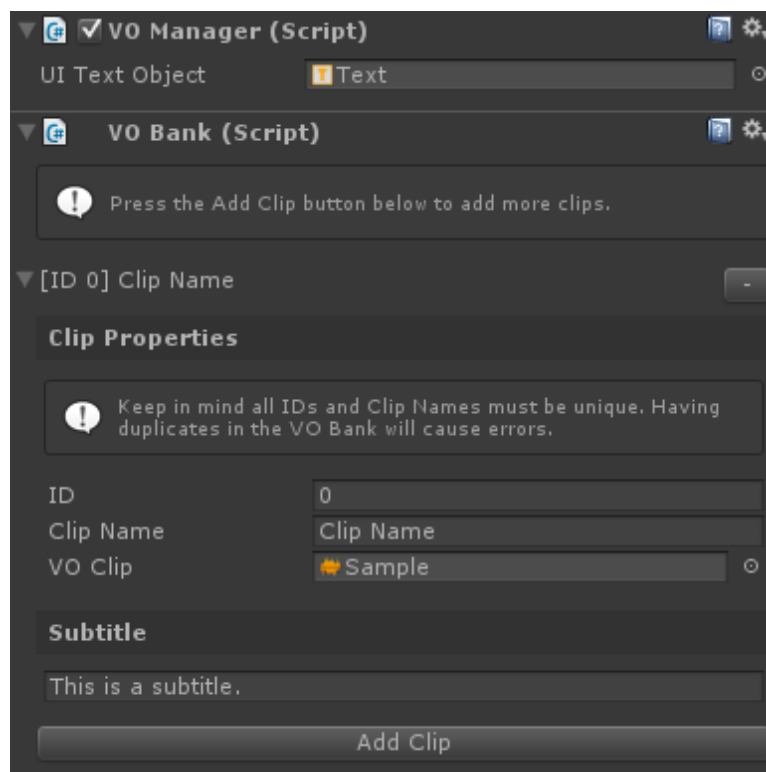 VO Manager (Script)
UI Text Object Text
VO Bank (Script)
Press the Add Clip button below to add more clips.
[ID 0] Clip Name -
Clip Properties
Keep in mind all IDs and Clip Names must be unique. Having
duplicates in the VO Bank will cause errors.
ID 0
Clip Name Clip Name
VO Clip Sample
Subtitle
This is a subtitle.
Add Clip